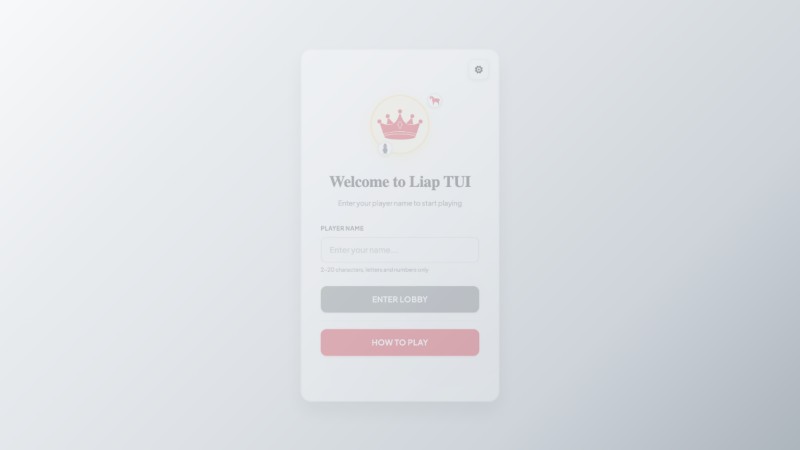 Welcome to Liap TUI
Enter your player name to start playing
PLAYER NAME
Enter your name...
2-20 characters, letters and numbers only
ENTER LOBBY
HOW TO PLAY